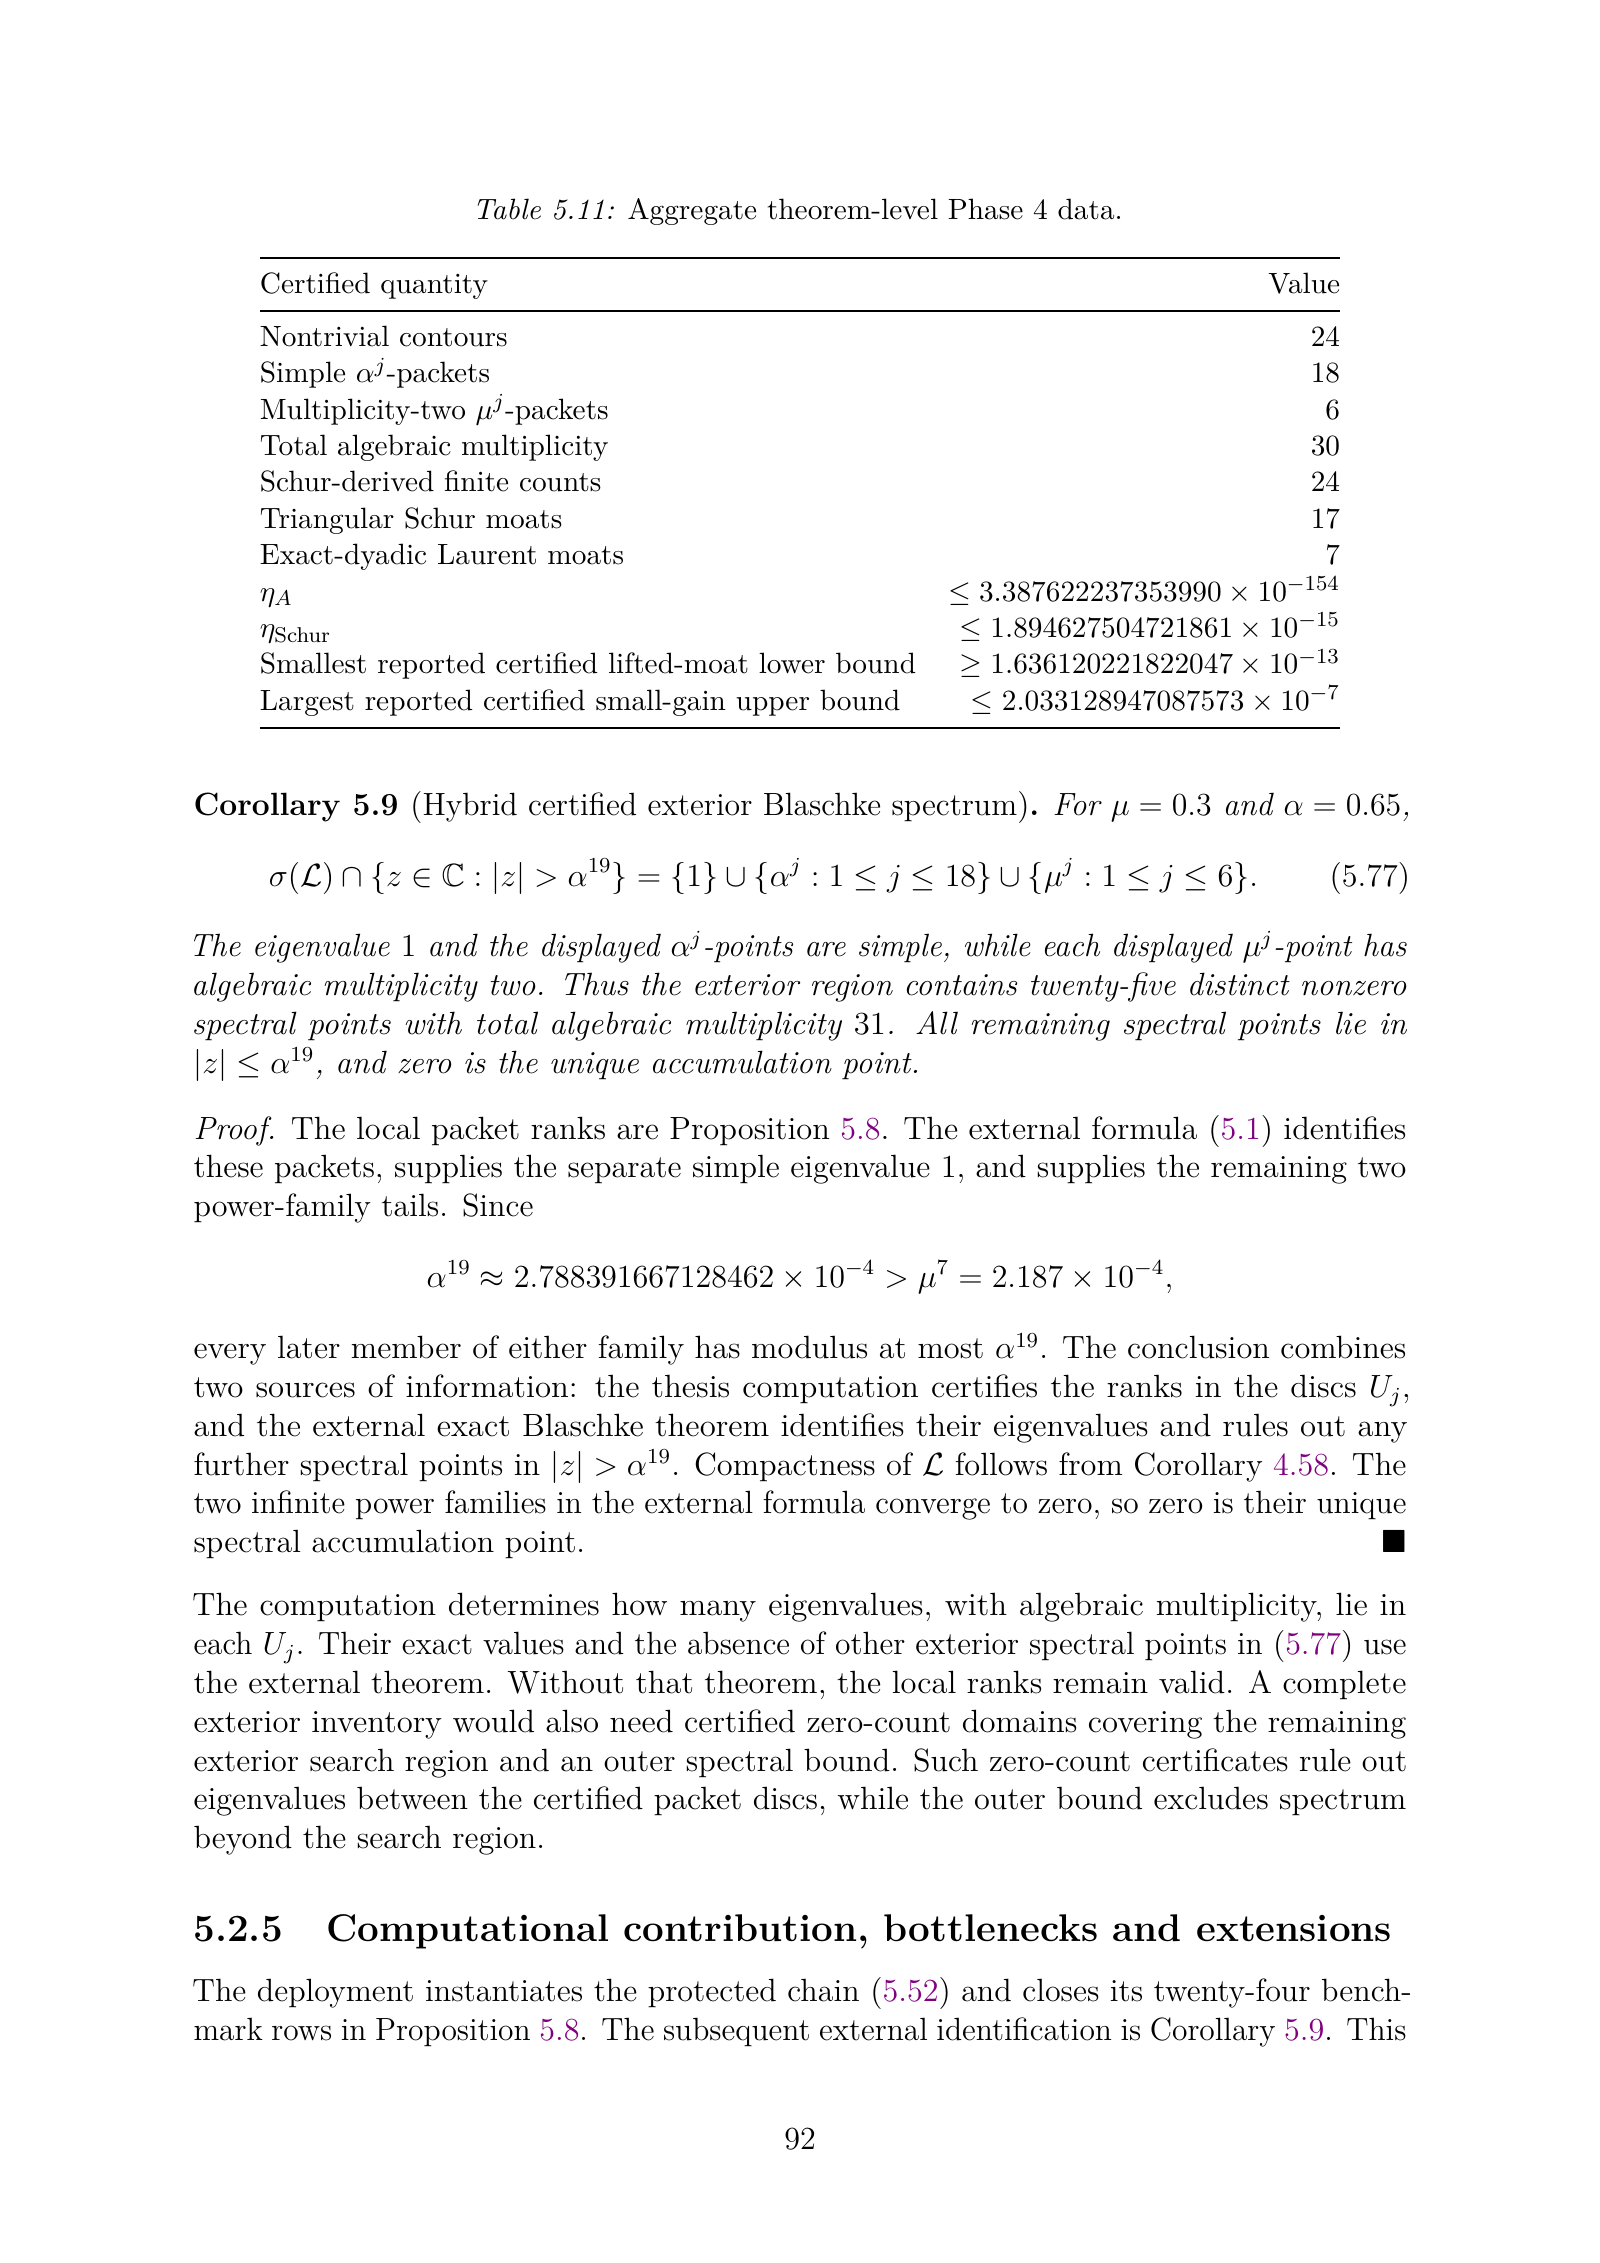 Table 5.11: Aggregate theorem-level Phase 4 data.
Certified quantity Value
Nontrivial contours 24
Simple α^j-packets 18
Multiplicity-two μ^j-packets 6
Total algebraic multiplicity 30
Schur-derived finite counts 24
Triangular Schur moats 17
Exact-dyadic Laurent moats 7
η_A ≤ 3.387622237353990 × 10^−154
η_Schur ≤ 1.894627504721861 × 10^−15
Smallest reported certified lifted-moat lower bound ≥ 1.636120221822047 × 10^−13
Largest reported certified small-gain upper bound ≤ 2.033128947087573 × 10^−7
Corollary 5.9 (Hybrid certified exterior Blaschke spectrum). For μ = 0.3 and α = 0.65,
σ(𝓛) ∩ {z ∈ ℂ : |z| > α^19} = {1} ∪ {α^j : 1 ≤ j ≤ 18} ∪ {μ^j : 1 ≤ j ≤ 6}. (5.77)
The eigenvalue 1 and the displayed α^j-points are simple, while each displayed μ^j-point has
algebraic multiplicity two. Thus the exterior region contains twenty-five distinct nonzero
spectral points with total algebraic multiplicity 31. All remaining spectral points lie in
|z| ≤ α^19, and zero is the unique accumulation point.
Proof. The local packet ranks are Proposition 5.8. The external formula (5.1) identifies
these packets, supplies the separate simple eigenvalue 1, and supplies the remaining two
power-family tails. Since
α^19 ≈ 2.788391667128462 × 10^−4 > μ^7 = 2.187 × 10^−4,
every later member of either family has modulus at most α^19. The conclusion combines
two sources of information: the thesis computation certifies the ranks in the discs U_j,
and the external exact Blaschke theorem identifies their eigenvalues and rules out any
further spectral points in |z| > α^19. Compactness of 𝓛 follows from Corollary 4.58. The
two infinite power families in the external formula converge to zero, so zero is their unique
spectral accumulation point. ■
The computation determines how many eigenvalues, with algebraic multiplicity, lie in
each U_j. Their exact values and the absence of other exterior spectral points in (5.77) use
the external theorem. Without that theorem, the local ranks remain valid. A complete
exterior inventory would also need certified zero-count domains covering the remaining
exterior search region and an outer spectral bound. Such zero-count certificates rule out
eigenvalues between the certified packet discs, while the outer bound excludes spectrum
beyond the search region.
5.2.5 Computational contribution, bottlenecks and extensions
The deployment instantiates the protected chain (5.52) and closes its twenty-four bench-
mark rows in Proposition 5.8. The subsequent external identification is Corollary 5.9. This
92